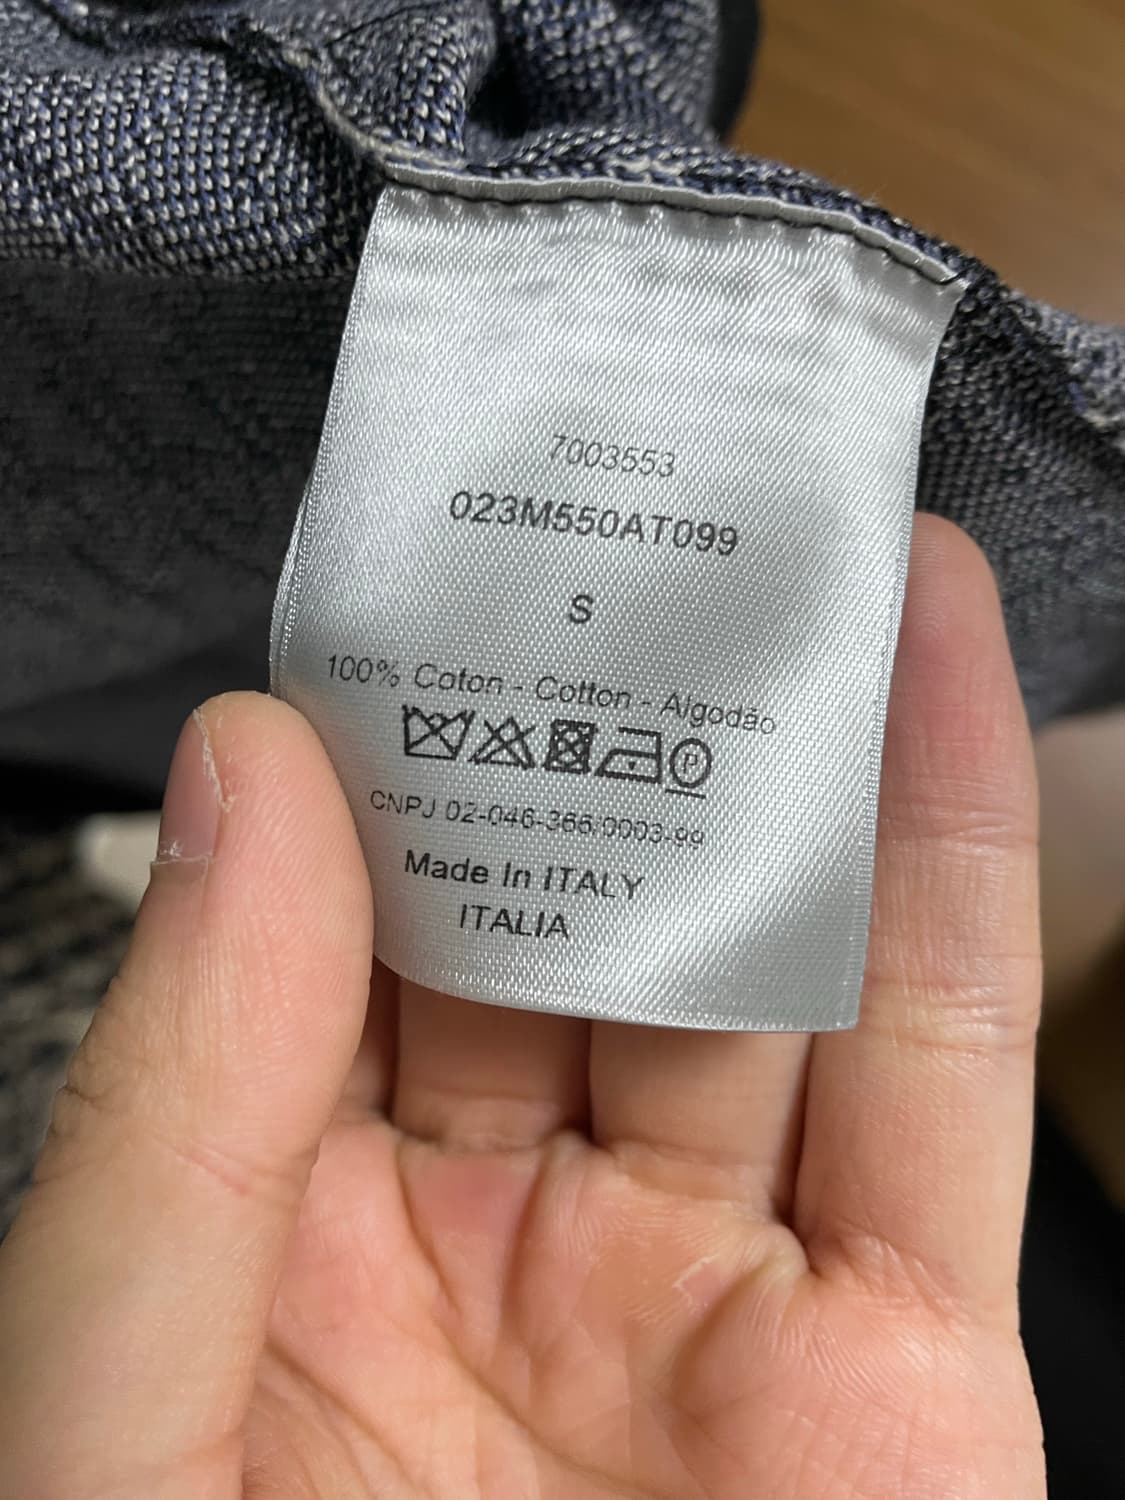 7003553
023M550AT099
S
100% Coton - Cotton - Algodão
P
CNPJ 02-046-366/0003-99
Made In ITALY
ITALIA